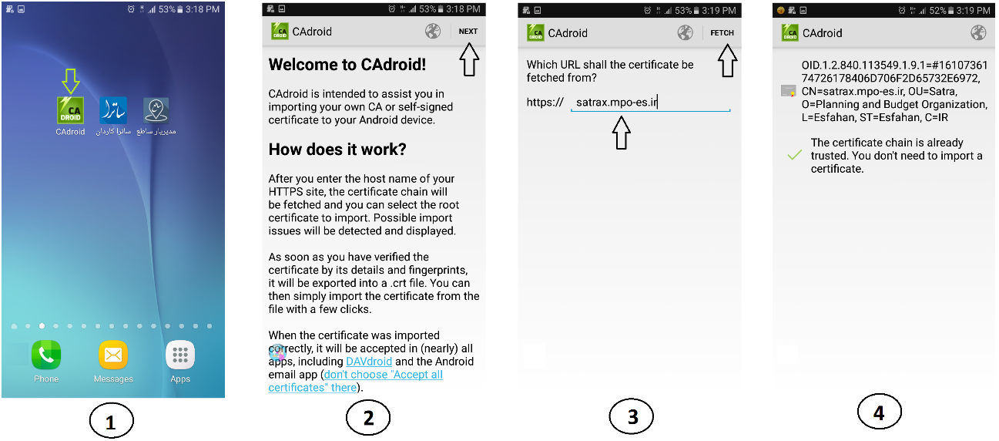 53% 3:18 PM
CA
DROID
ساترا
ساتع
CAdroid
ساترا کاردان
مدیریار ساطع
Phone
Messages
Apps
1
53% 3:18 PM
CA
DROID
CAdroid
NEXT
Welcome to CAdroid!
CAdroid is intended to assist you in
importing your own CA or self-signed
certificate to your Android device.
How does it work?
After you enter the host name of your
HTTPS site, the certificate chain will
be fetched and you can select the root
certificate to import. Possible import
issues will be detected and displayed.
As soon as you have verified the
certificate by its details and fingerprints,
it will be exported into a .crt file. You can
then simply import the certificate from the
file with a few clicks.
When the certificate was imported
correctly, it will be accepted in (nearly) all
apps, including DAVdroid and the Android
email app (don't choose "Accept all
certificates" there).
2
53% 3:19 PM
CA
DROID
CAdroid
FETCH
Which URL shall the certificate be
fetched from?
https:// satrax.mpo-es.ir
3
52% 3:19 PM
CA
DROID
CAdroid
OID.1.2.840.113549.1.9.1=#16107361
74726178406D706F2D65732E6972,
CN=satrax.mpo-es.ir, OU=Satra,
O=Planning and Budget Organization,
L=Esfahan, ST=Esfahan, C=IR
The certificate chain is already
trusted. You don't need to import a
certificate.
4